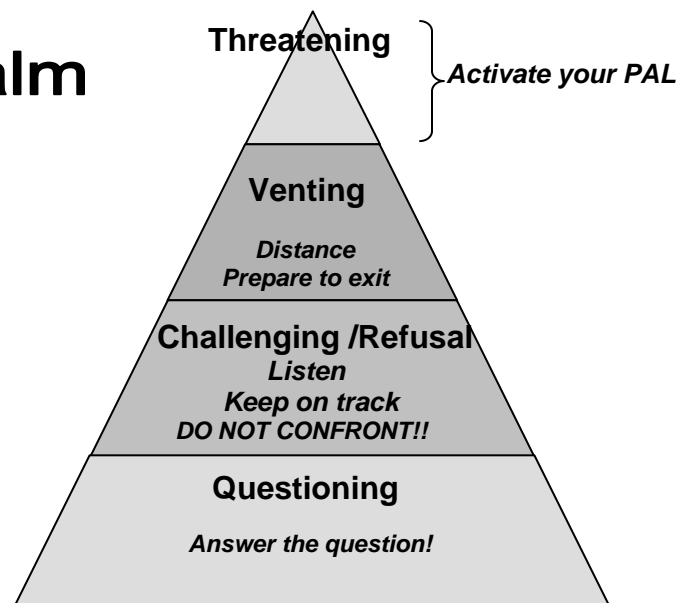 Threatening
alm
Activate your PAL
Venting
Distance
Prepare to exit
Challenging /Refusal
Listen
Keep on track
DO NOT CONFRONT!!
Questioning
Answer the question!